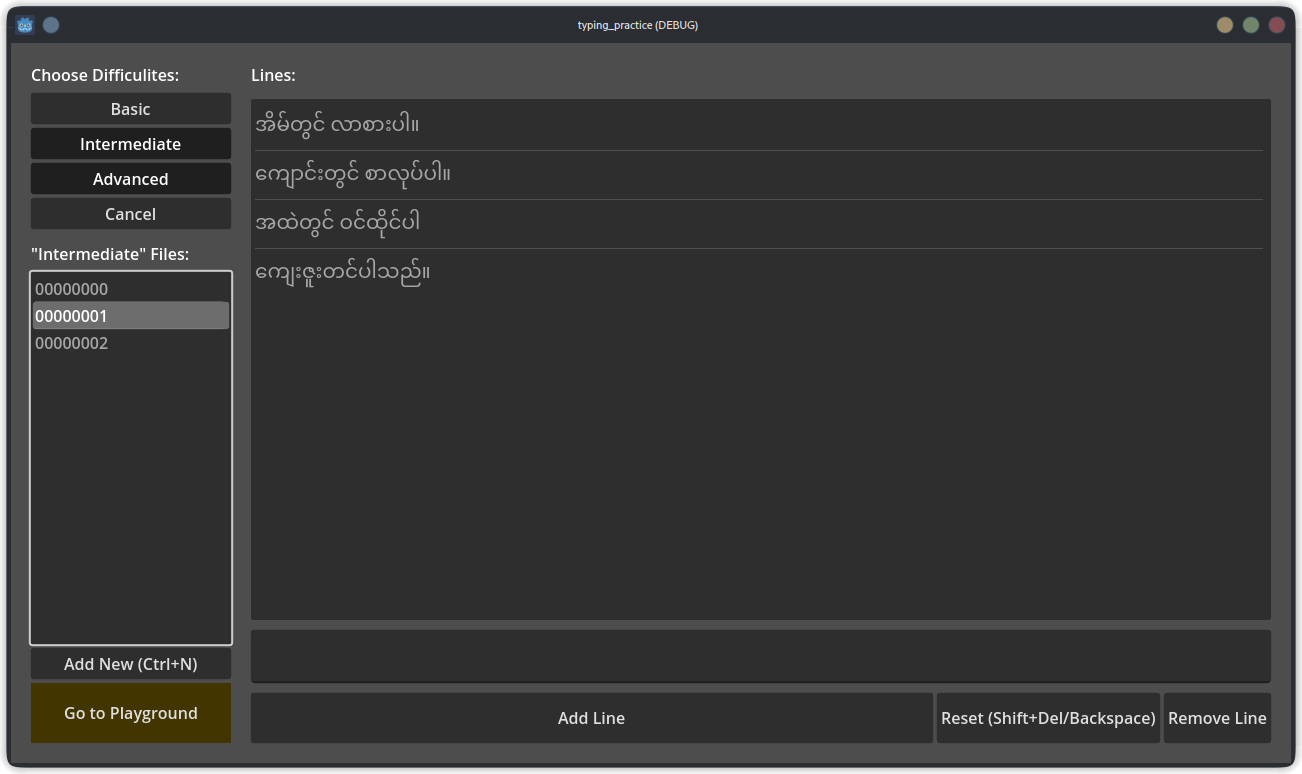 typing_practice (DEBUG)
Choose Difficulites:
Basic
Intermediate
Advanced
Cancel
"Intermediate" Files:
00000000
00000001
00000002
Add New (Ctrl+N)
Go to Playground
Lines:
အိမ်တွင် လာစားပါ။
ကျောင်းတွင် စာလုပ်ပါ။
အထဲတွင် ဝင်ထိုင်ပါ
ကျေးဇူးတင်ပါသည်။
Add Line
Reset (Shift+Del/Backspace)
Remove Line